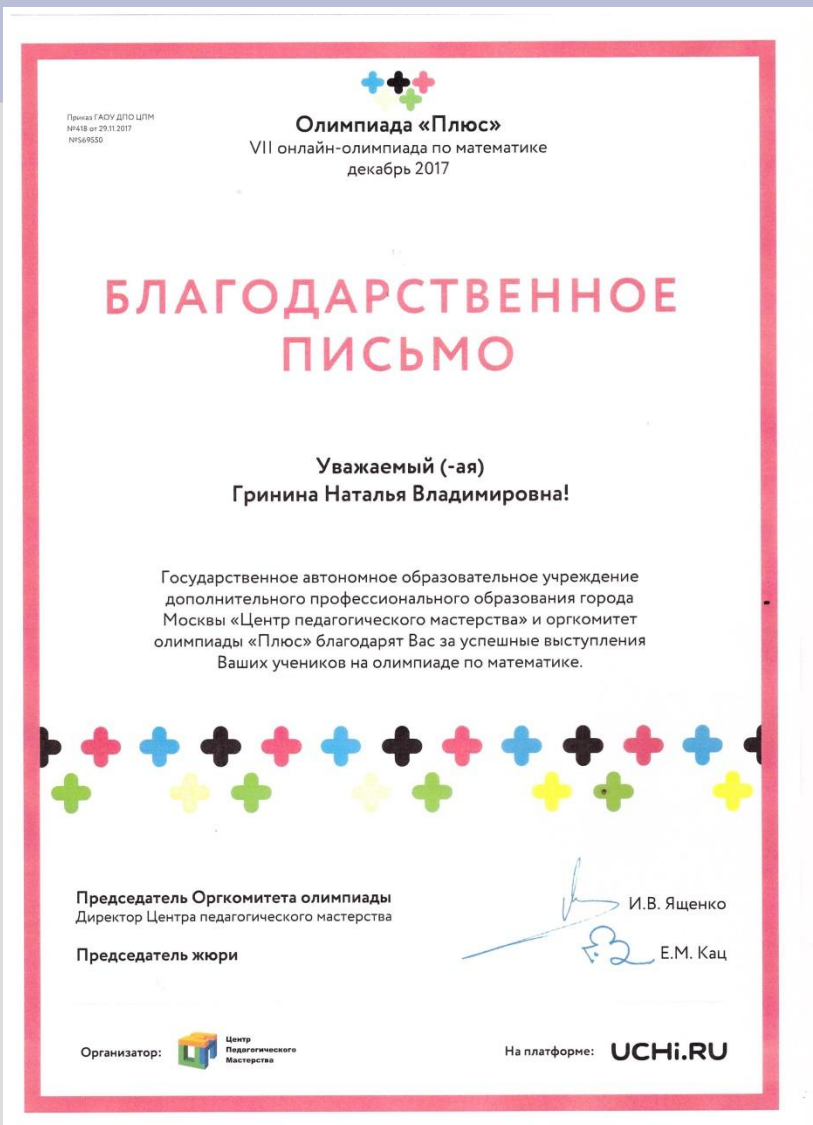 Приказ ГАОУ ДПО ЦПМ
№418 от 29.11.2017
№S69550
Олимпиада «Плюс»
VII онлайн-олимпиада по математике
декабрь 2017
БЛАГОДАРСТВЕННОЕ
ПИСЬМО
Уважаемый (-ая)
Гринина Наталья Владимировна!
Государственное автономное образовательное учреждение
дополнительного профессионального образования города
Москвы «Центр педагогического мастерства» и оргкомитет
олимпиады «Плюс» благодарят Вас за успешные выступления
Ваших учеников на олимпиаде по математике.
Председатель Оргкомитета олимпиады
Директор Центра педагогического мастерства
И.В. Ященко
Председатель жюри
Е.М. Кац
Организатор:
Центр
Педагогического
Мастерства
На платформе: UCHi.RU